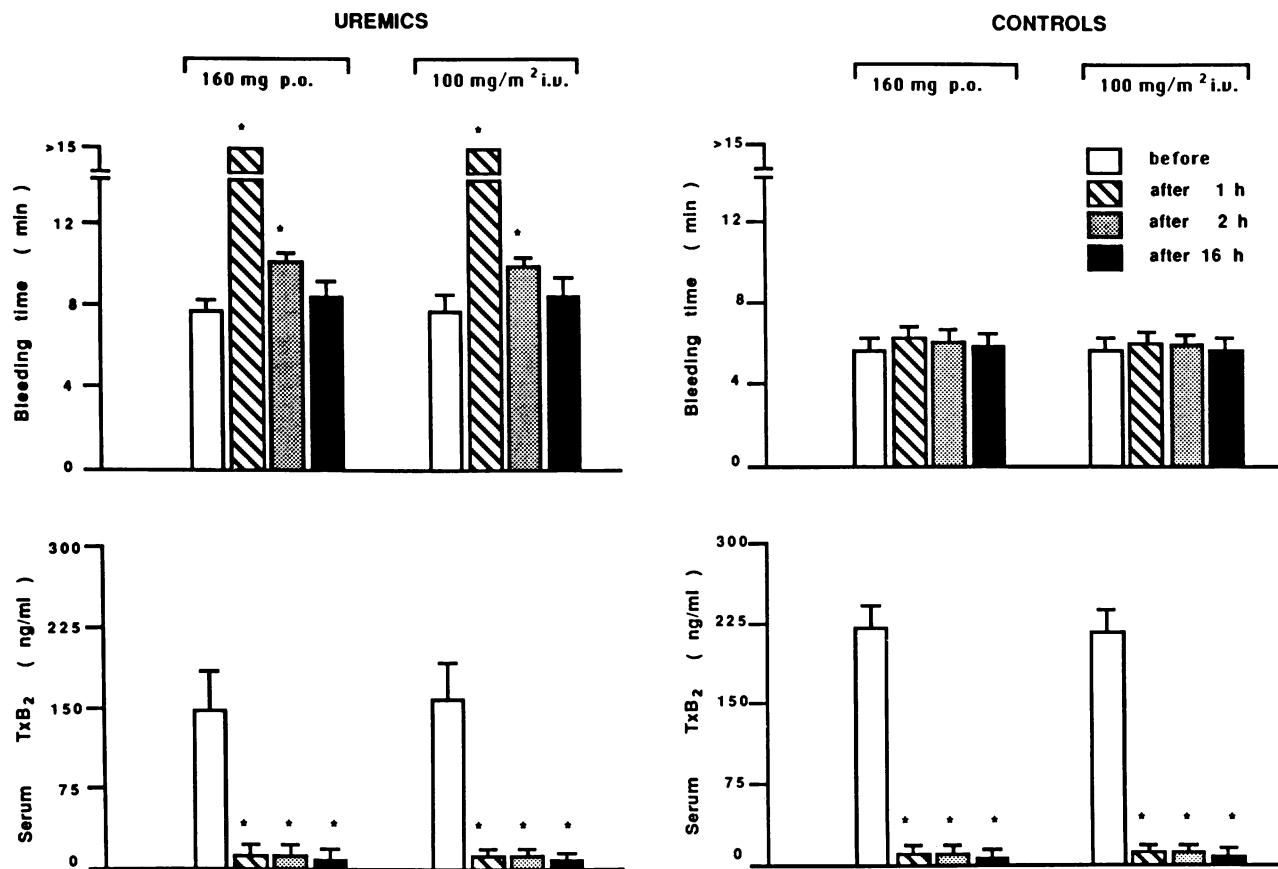 UREMICS
160 mg p.o.
100 mg/m² i.v.
>15
12
8
4
0
Bleeding time ( min )
*
*
*
*
CONTROLS
160 mg p.o.
100 mg/m² i.v.
>15
12
8
4
0
Bleeding time ( min )
before
after 1 h
after 2 h
after 16 h
300
225
150
75
0
Serum TxB₂ ( ng/ml )
* * * * * *
300
225
150
75
0
Serum TxB₂ ( ng/ml )
* * * * * *